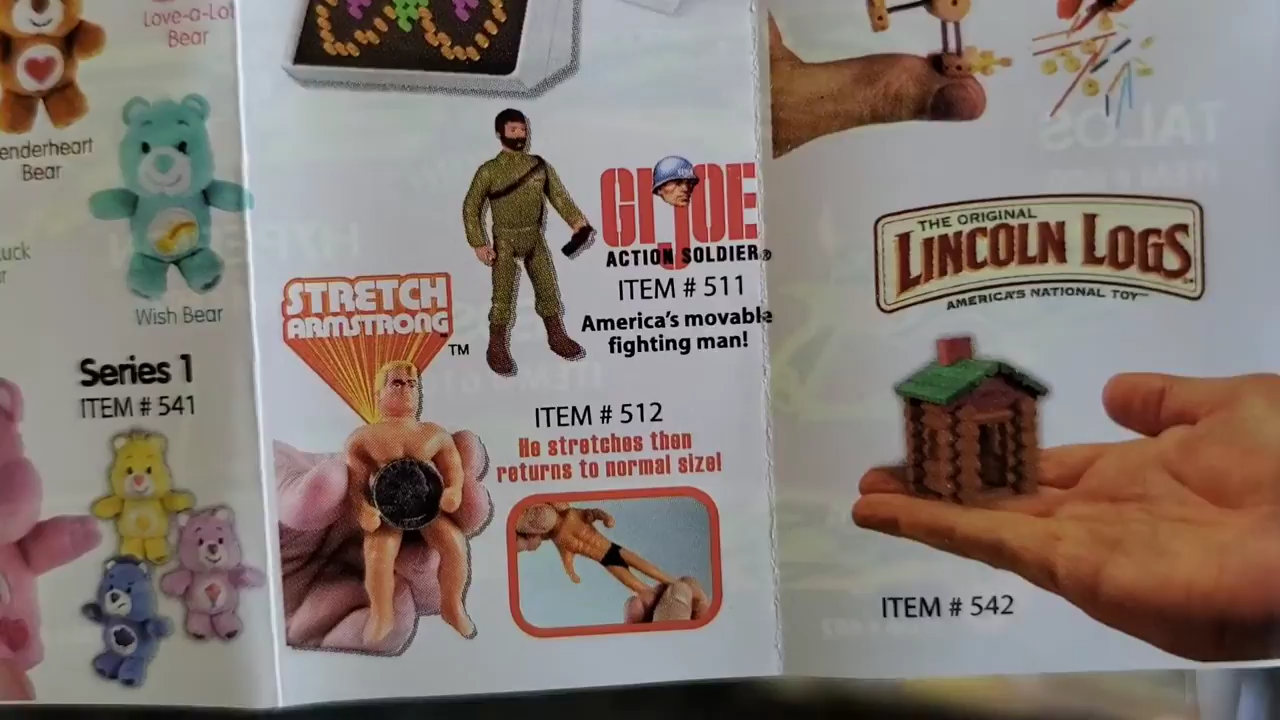 Love-a-Lot
Bear
enderheart
Bear
Wish Bear
Series 1
ITEM # 541
STRETCH
ARMSTRONG
TM
GI JOE
ACTION SOLDIER®
ITEM # 511
America's movable
fighting man!
ITEM # 512
He stretches then
returns to normal size!
THE ORIGINAL
LINCOLN LOGS
AMERICA'S NATIONAL TOY™
ITEM # 542